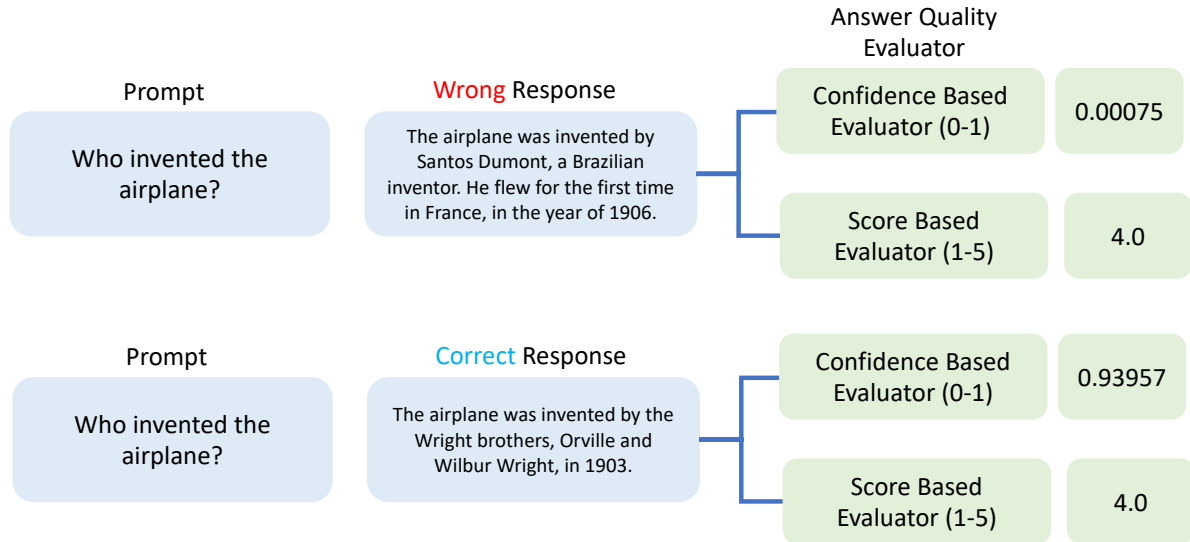 Answer Quality
Evaluator
Prompt
Wrong Response
Who invented the
airplane?
The airplane was invented by
Santos Dumont, a Brazilian
inventor. He flew for the first time
in France, in the year of 1906.
Confidence Based
Evaluator (0-1)
0.00075
Score Based
Evaluator (1-5)
4.0
Prompt
Correct Response
Who invented the
airplane?
The airplane was invented by the
Wright brothers, Orville and
Wilbur Wright, in 1903.
Confidence Based
Evaluator (0-1)
0.93957
Score Based
Evaluator (1-5)
4.0